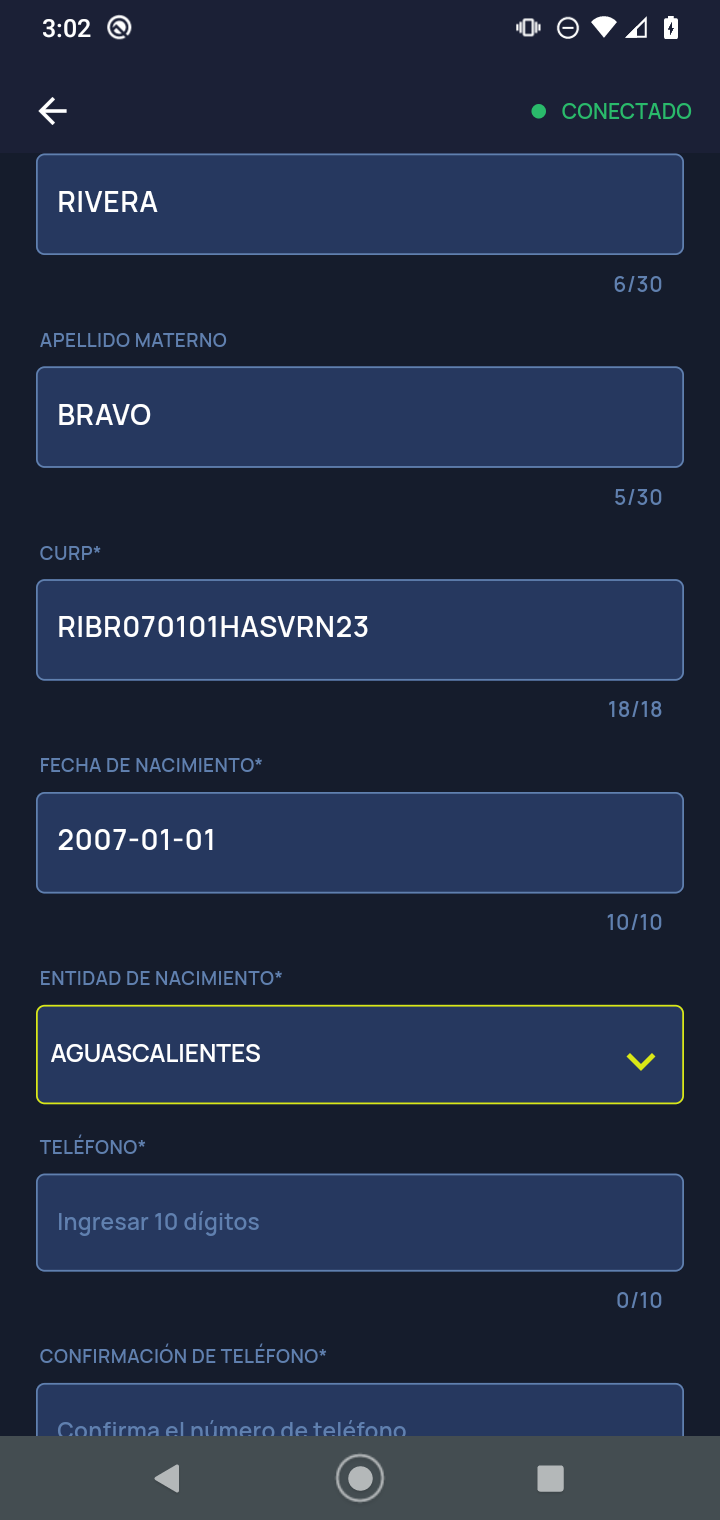 3:02
CONECTADO
RIVERA
6/30
APELLIDO MATERNO
BRAVO
5/30
CURP*
RIBR070101HASVRN23
18/18
FECHA DE NACIMIENTO*
2007-01-01
10/10
ENTIDAD DE NACIMIENTO*
AGUASCALIENTES
TELÉFONO*
Ingresar 10 dígitos
0/10
CONFIRMACIÓN DE TELÉFONO*
Confirma el número de teléfono